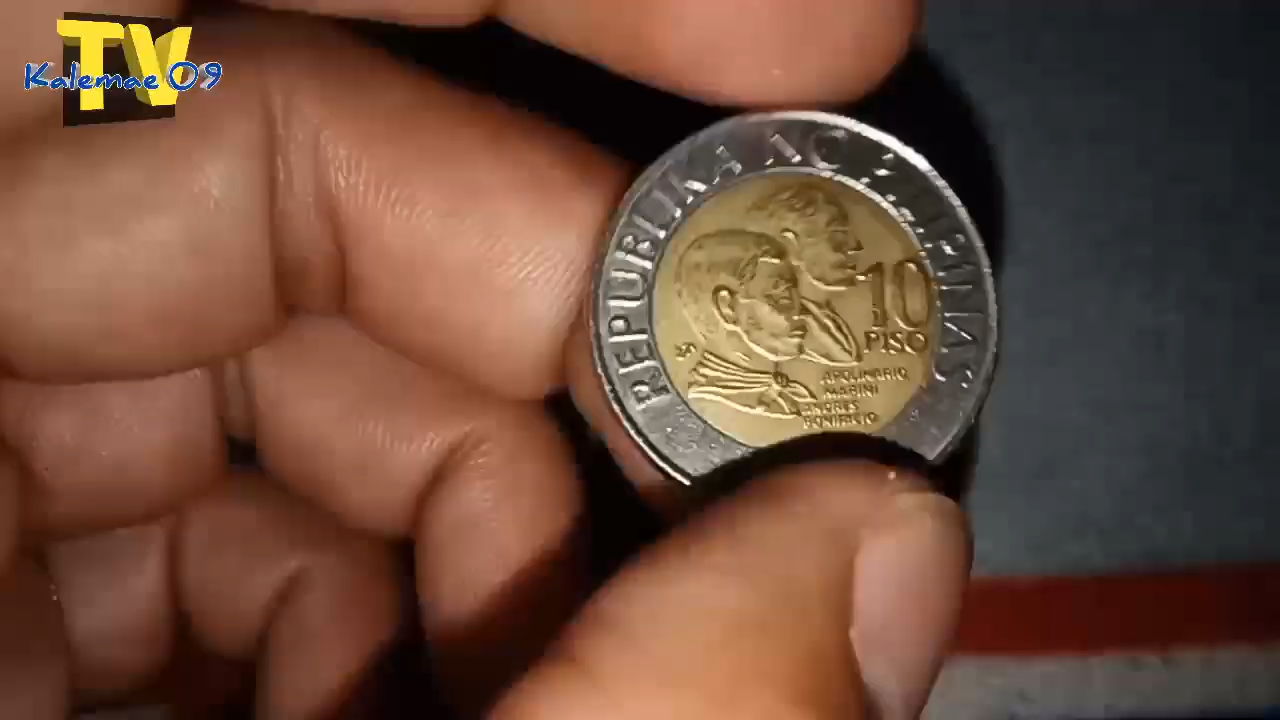 TV
Kalemae 09
REPUBLIKA NG PILIPINAS
10
PISO
APOLINARIO
MABINI
ANDRES
BONIFACIO